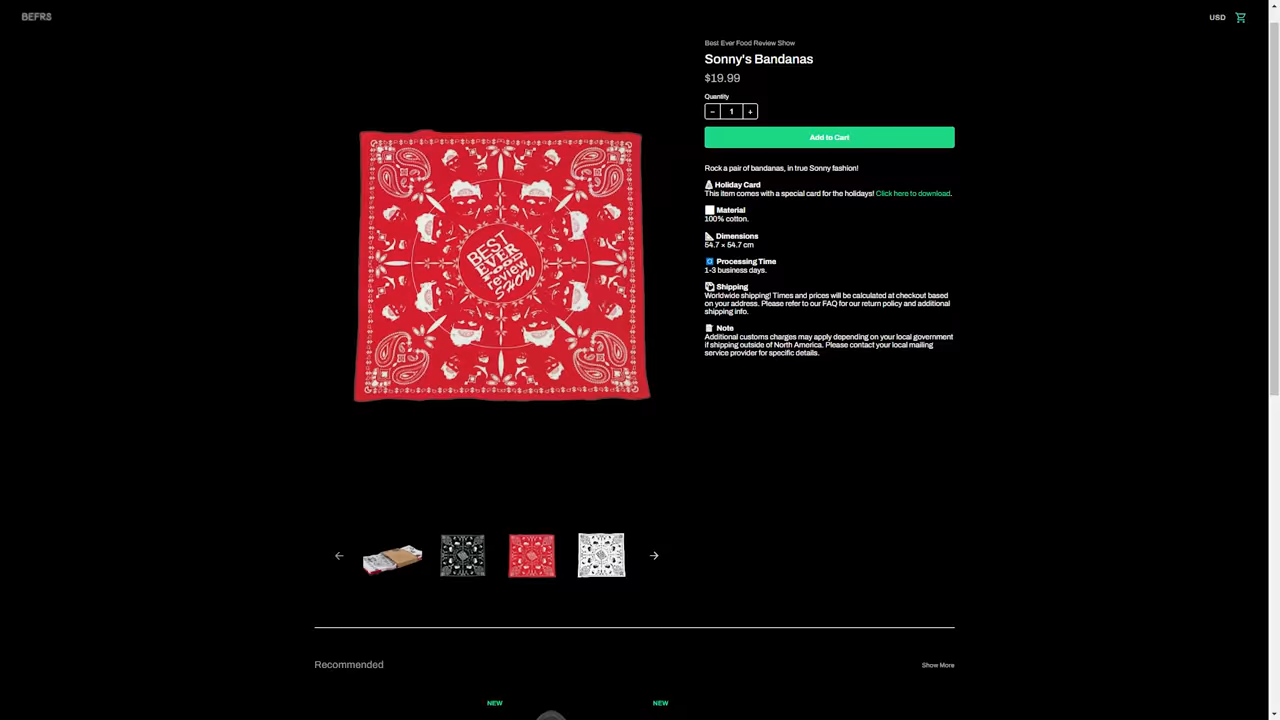 BEFRS
USD
Best Ever Food Review Show
Sonny's Bandanas
$19.99
Quantity
− 1 +
Add to Cart
Rock a pair of bandanas, in true Sonny fashion!
Holiday Card
This item comes with a special card for the holidays! Click here to download.
Material
100% cotton.
Dimensions
54.7 × 54.7 cm
Processing Time
1-3 business days.
Shipping
Worldwide shipping! Times and prices will be calculated at checkout based
on your address. Please refer to our FAQ for our return policy and additional
shipping info.
Note
Additional customs charges may apply depending on your local government
if shipping outside of North America. Please contact your local mailing
service provider for specific details.
BEST
EVER
FOOD
review
SHOW
Recommended
Show More
NEW
NEW